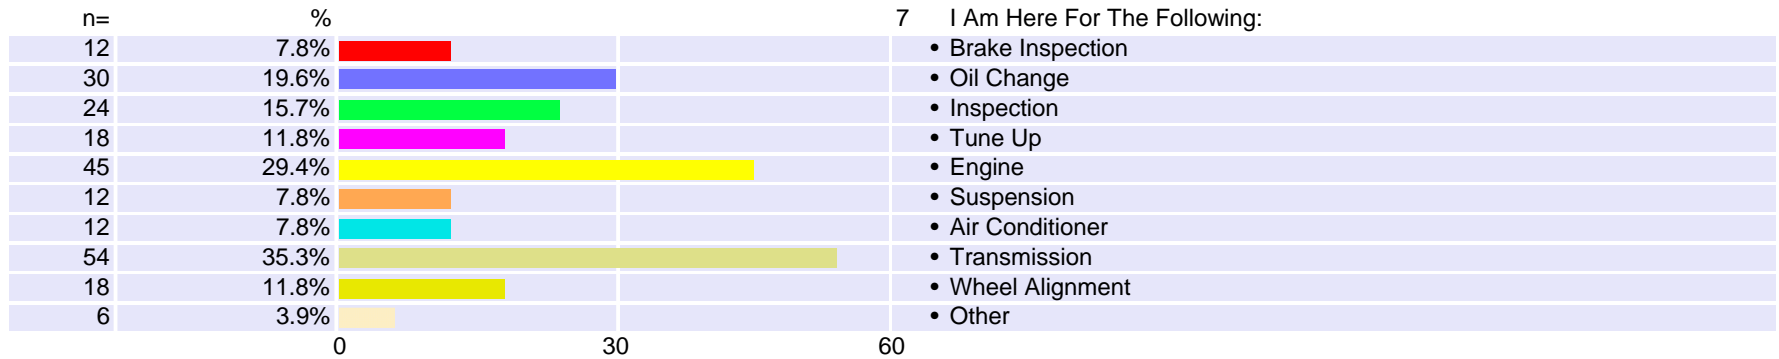 n= % 7 I Am Here For The Following:
12 7.8% • Brake Inspection
30 19.6% • Oil Change
24 15.7% • Inspection
18 11.8% • Tune Up
45 29.4% • Engine
12 7.8% • Suspension
12 7.8% • Air Conditioner
54 35.3% • Transmission
18 11.8% • Wheel Alignment
6 3.9% • Other
0 30 60